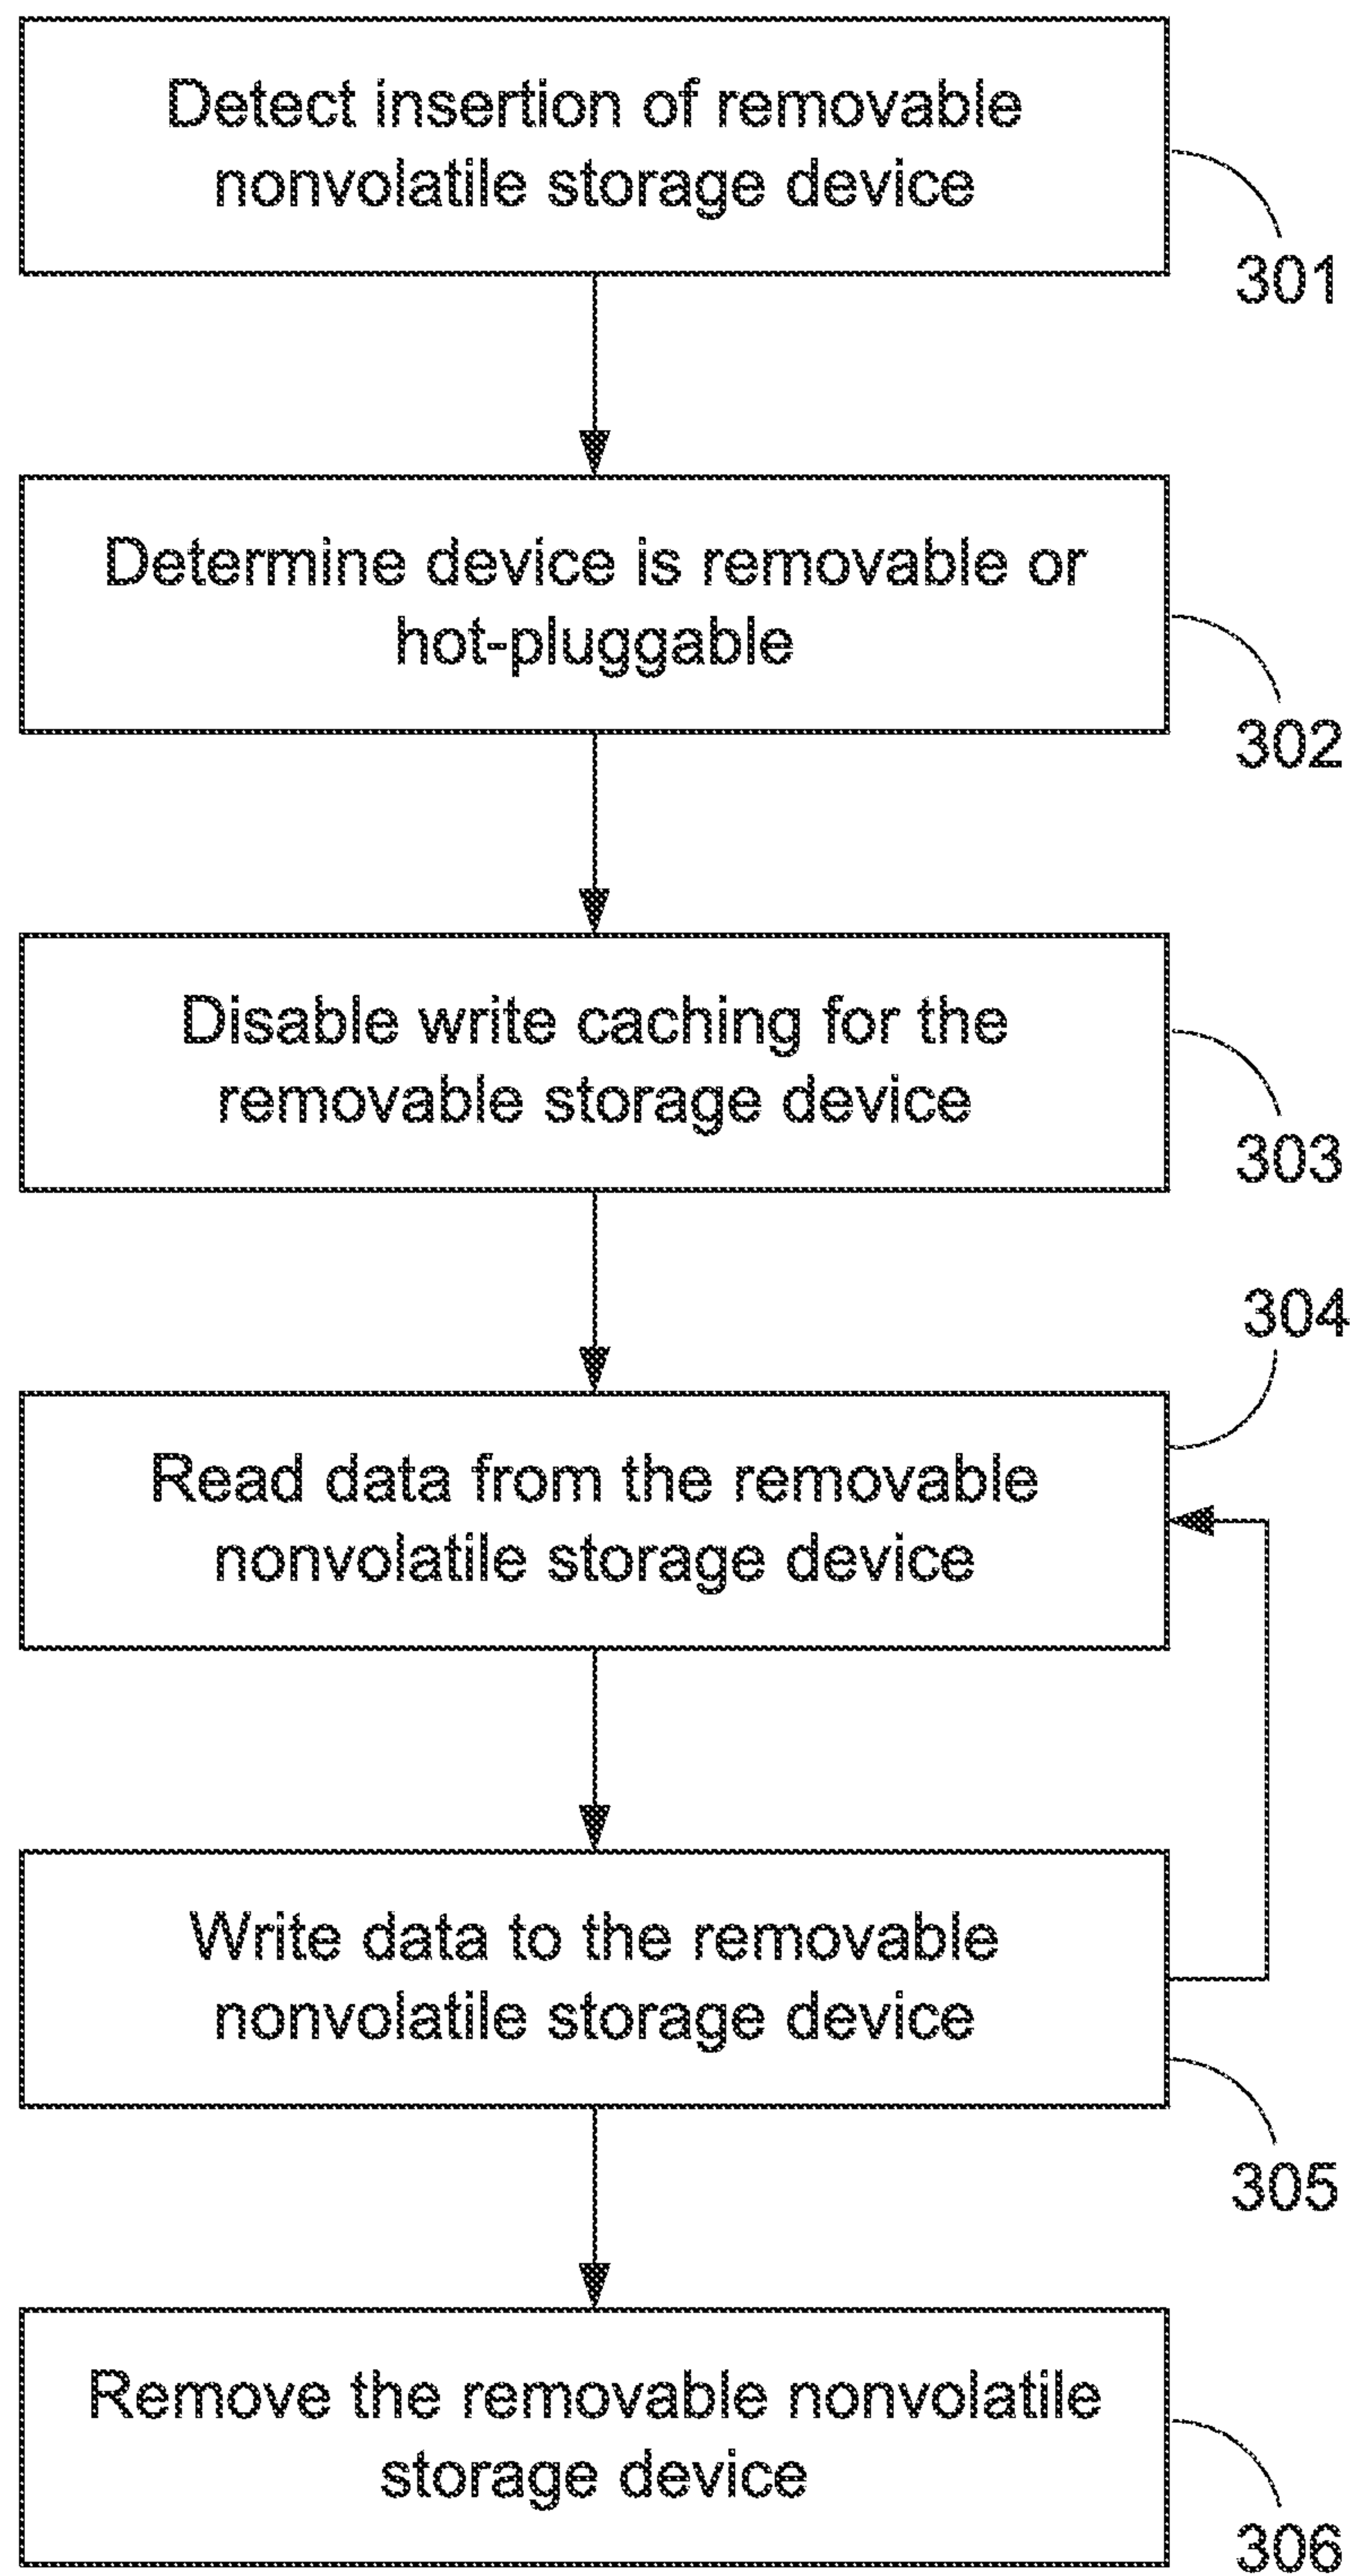 Detect insertion of removable
nonvolatile storage device
301
Determine device is removable or
hot-pluggable
302
Disable write caching for the
removable storage device
303
304
Read data from the removable
nonvolatile storage device
Write data to the removable
nonvolatile storage device
305
Remove the removable nonvolatile
storage device
306